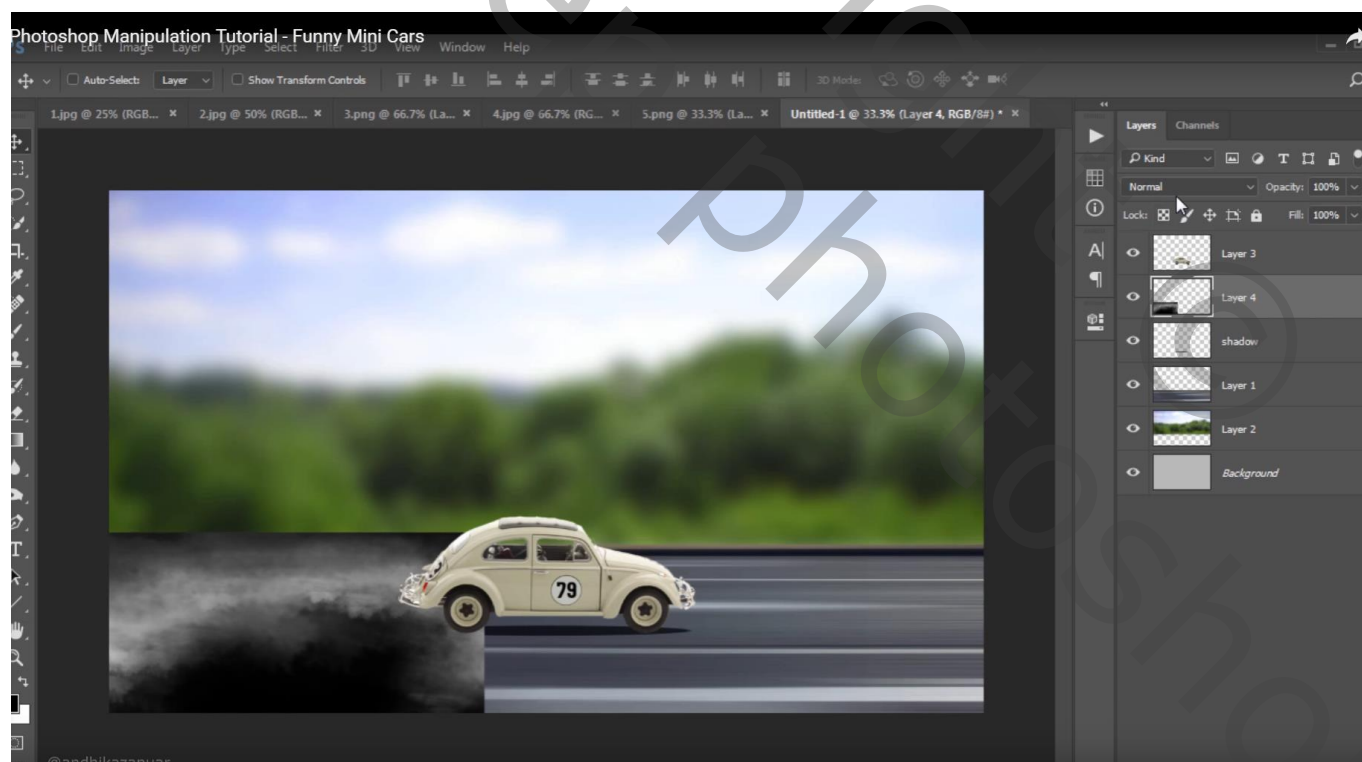 Photoshop Manipulation Tutorial - Funny Mini Cars
File Edit Image Layer Type Select Filter 3D View Window Help
Auto-Select: Layer Show Transform Controls 3D Mode:
1.jpg @ 25% (RGB... × 2.jpg @ 50% (RGB... × 3.png @ 66.7% (La... × 4.jpg @ 66.7% (RG... × 5.png @ 33.3% (La... × Untitled-1 @ 33.3% (Layer 4, RGB/8#) * ×
Layers Channels
Kind
Normal Opacity: 100%
Lock: Fill: 100%
Layer 3
Layer 4
shadow
Layer 1
Layer 2
Background
79
@andhikazanuar
photoshop
©
photosho